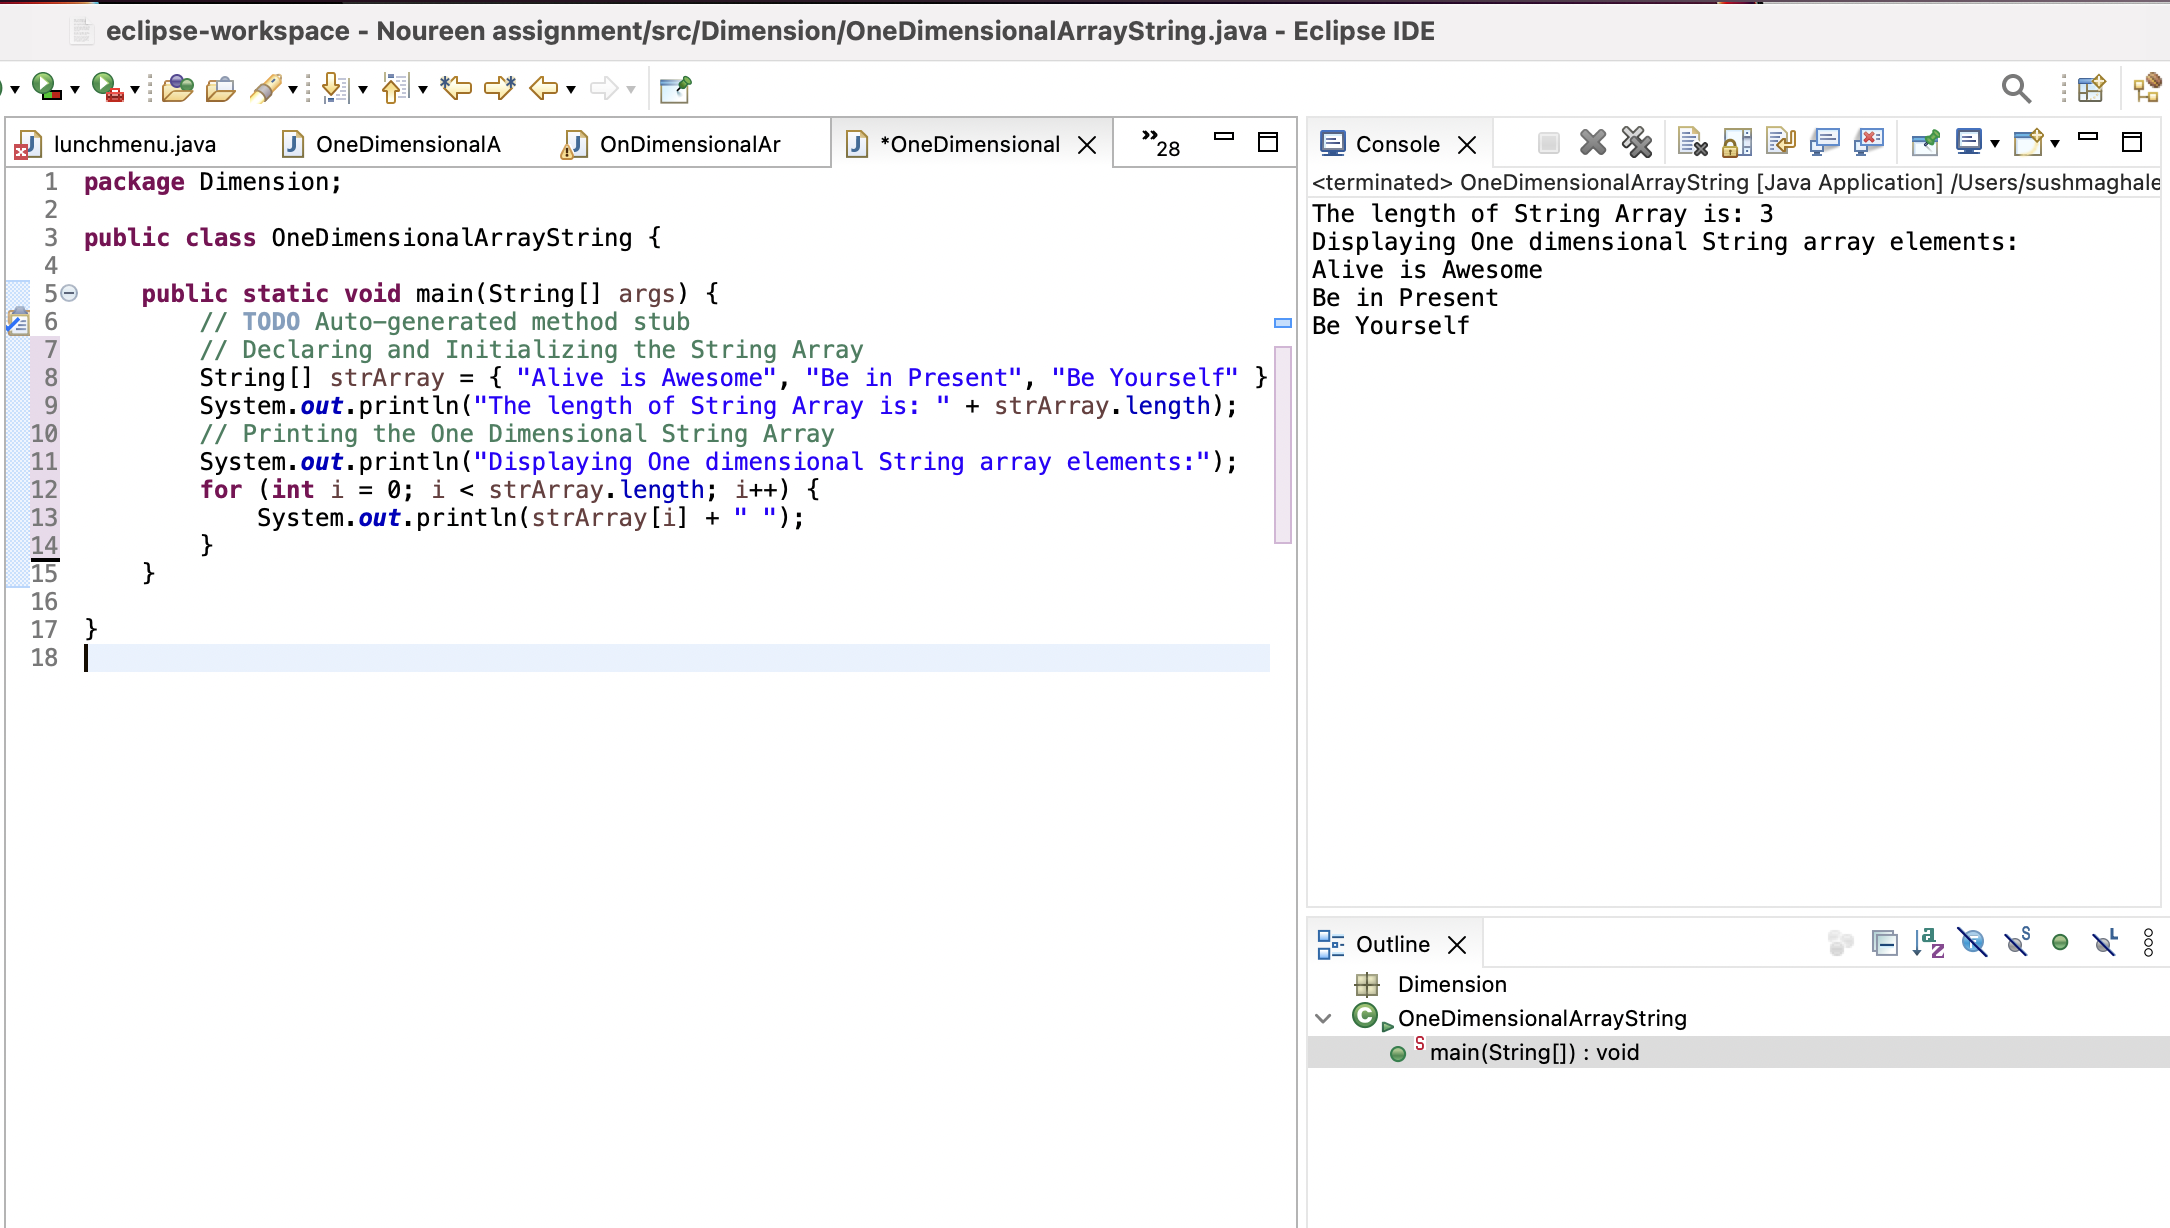 eclipse-workspace - Noureen assignment/src/Dimension/OneDimensionalArrayString.java - Eclipse IDE
lunchmenu.java OneDimensionalA OnDimensionalAr *OneDimensional »28
1 package Dimension;
2
3 public class OneDimensionalArrayString {
4
5 public static void main(String[] args) {
6 // TODO Auto-generated method stub
7 // Declaring and Initializing the String Array
8 String[] strArray = { "Alive is Awesome", "Be in Present", "Be Yourself" }
9 System.out.println("The length of String Array is: " + strArray.length);
10 // Printing the One Dimensional String Array
11 System.out.println("Displaying One dimensional String array elements:");
12 for (int i = 0; i < strArray.length; i++) {
13 System.out.println(strArray[i] + " ");
14 }
15 }
16
17 }
18
Console
<terminated> OneDimensionalArrayString [Java Application] /Users/sushmaghale
The length of String Array is: 3
Displaying One dimensional String array elements:
Alive is Awesome
Be in Present
Be Yourself
Outline
Dimension
OneDimensionalArrayString
main(String[]) : void